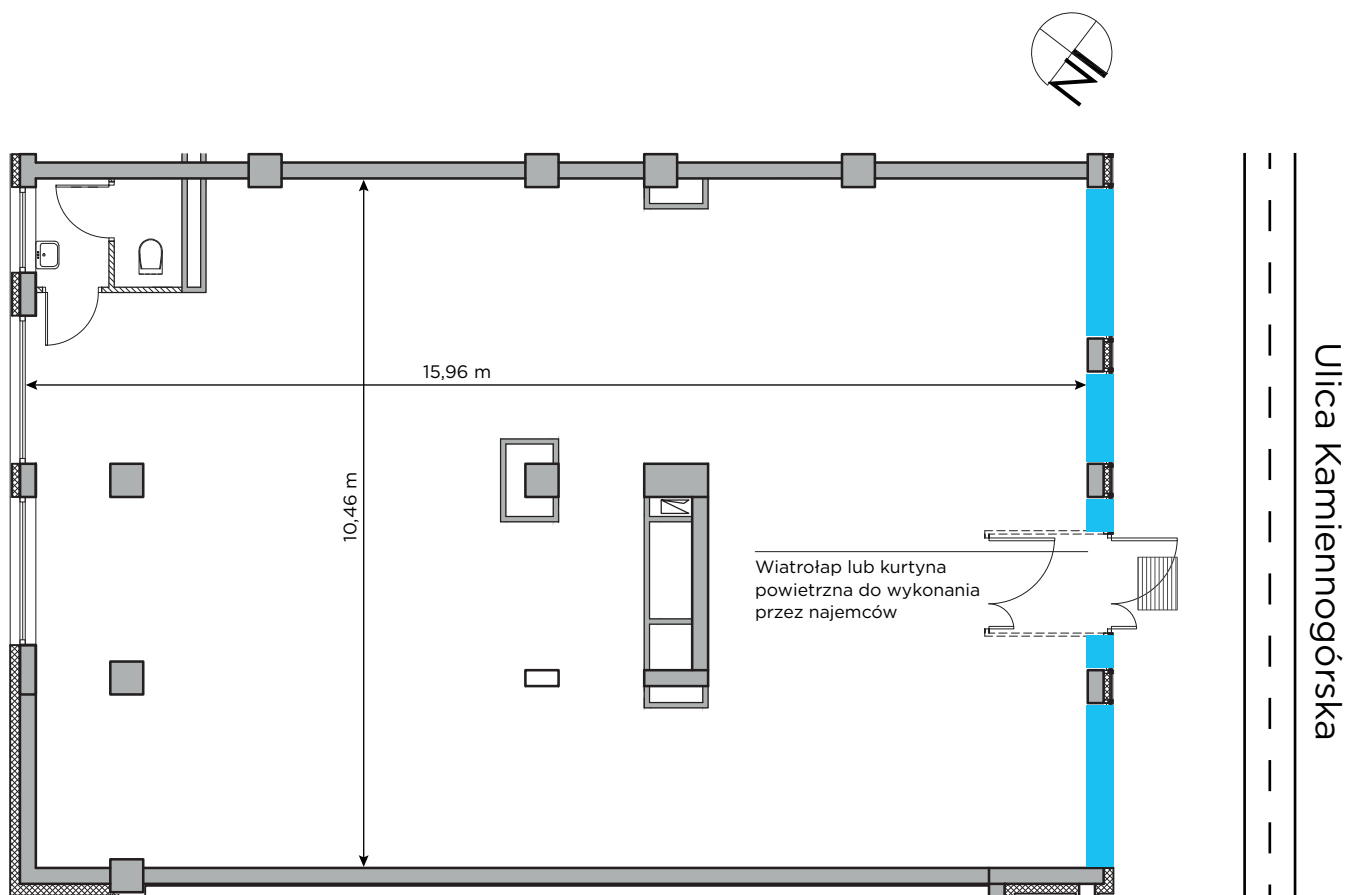 N
15,96 m
10,46 m
Wiatrołap lub kurtyna
powietrzna do wykonania
przez najemców
Ulica Kamiennogórska